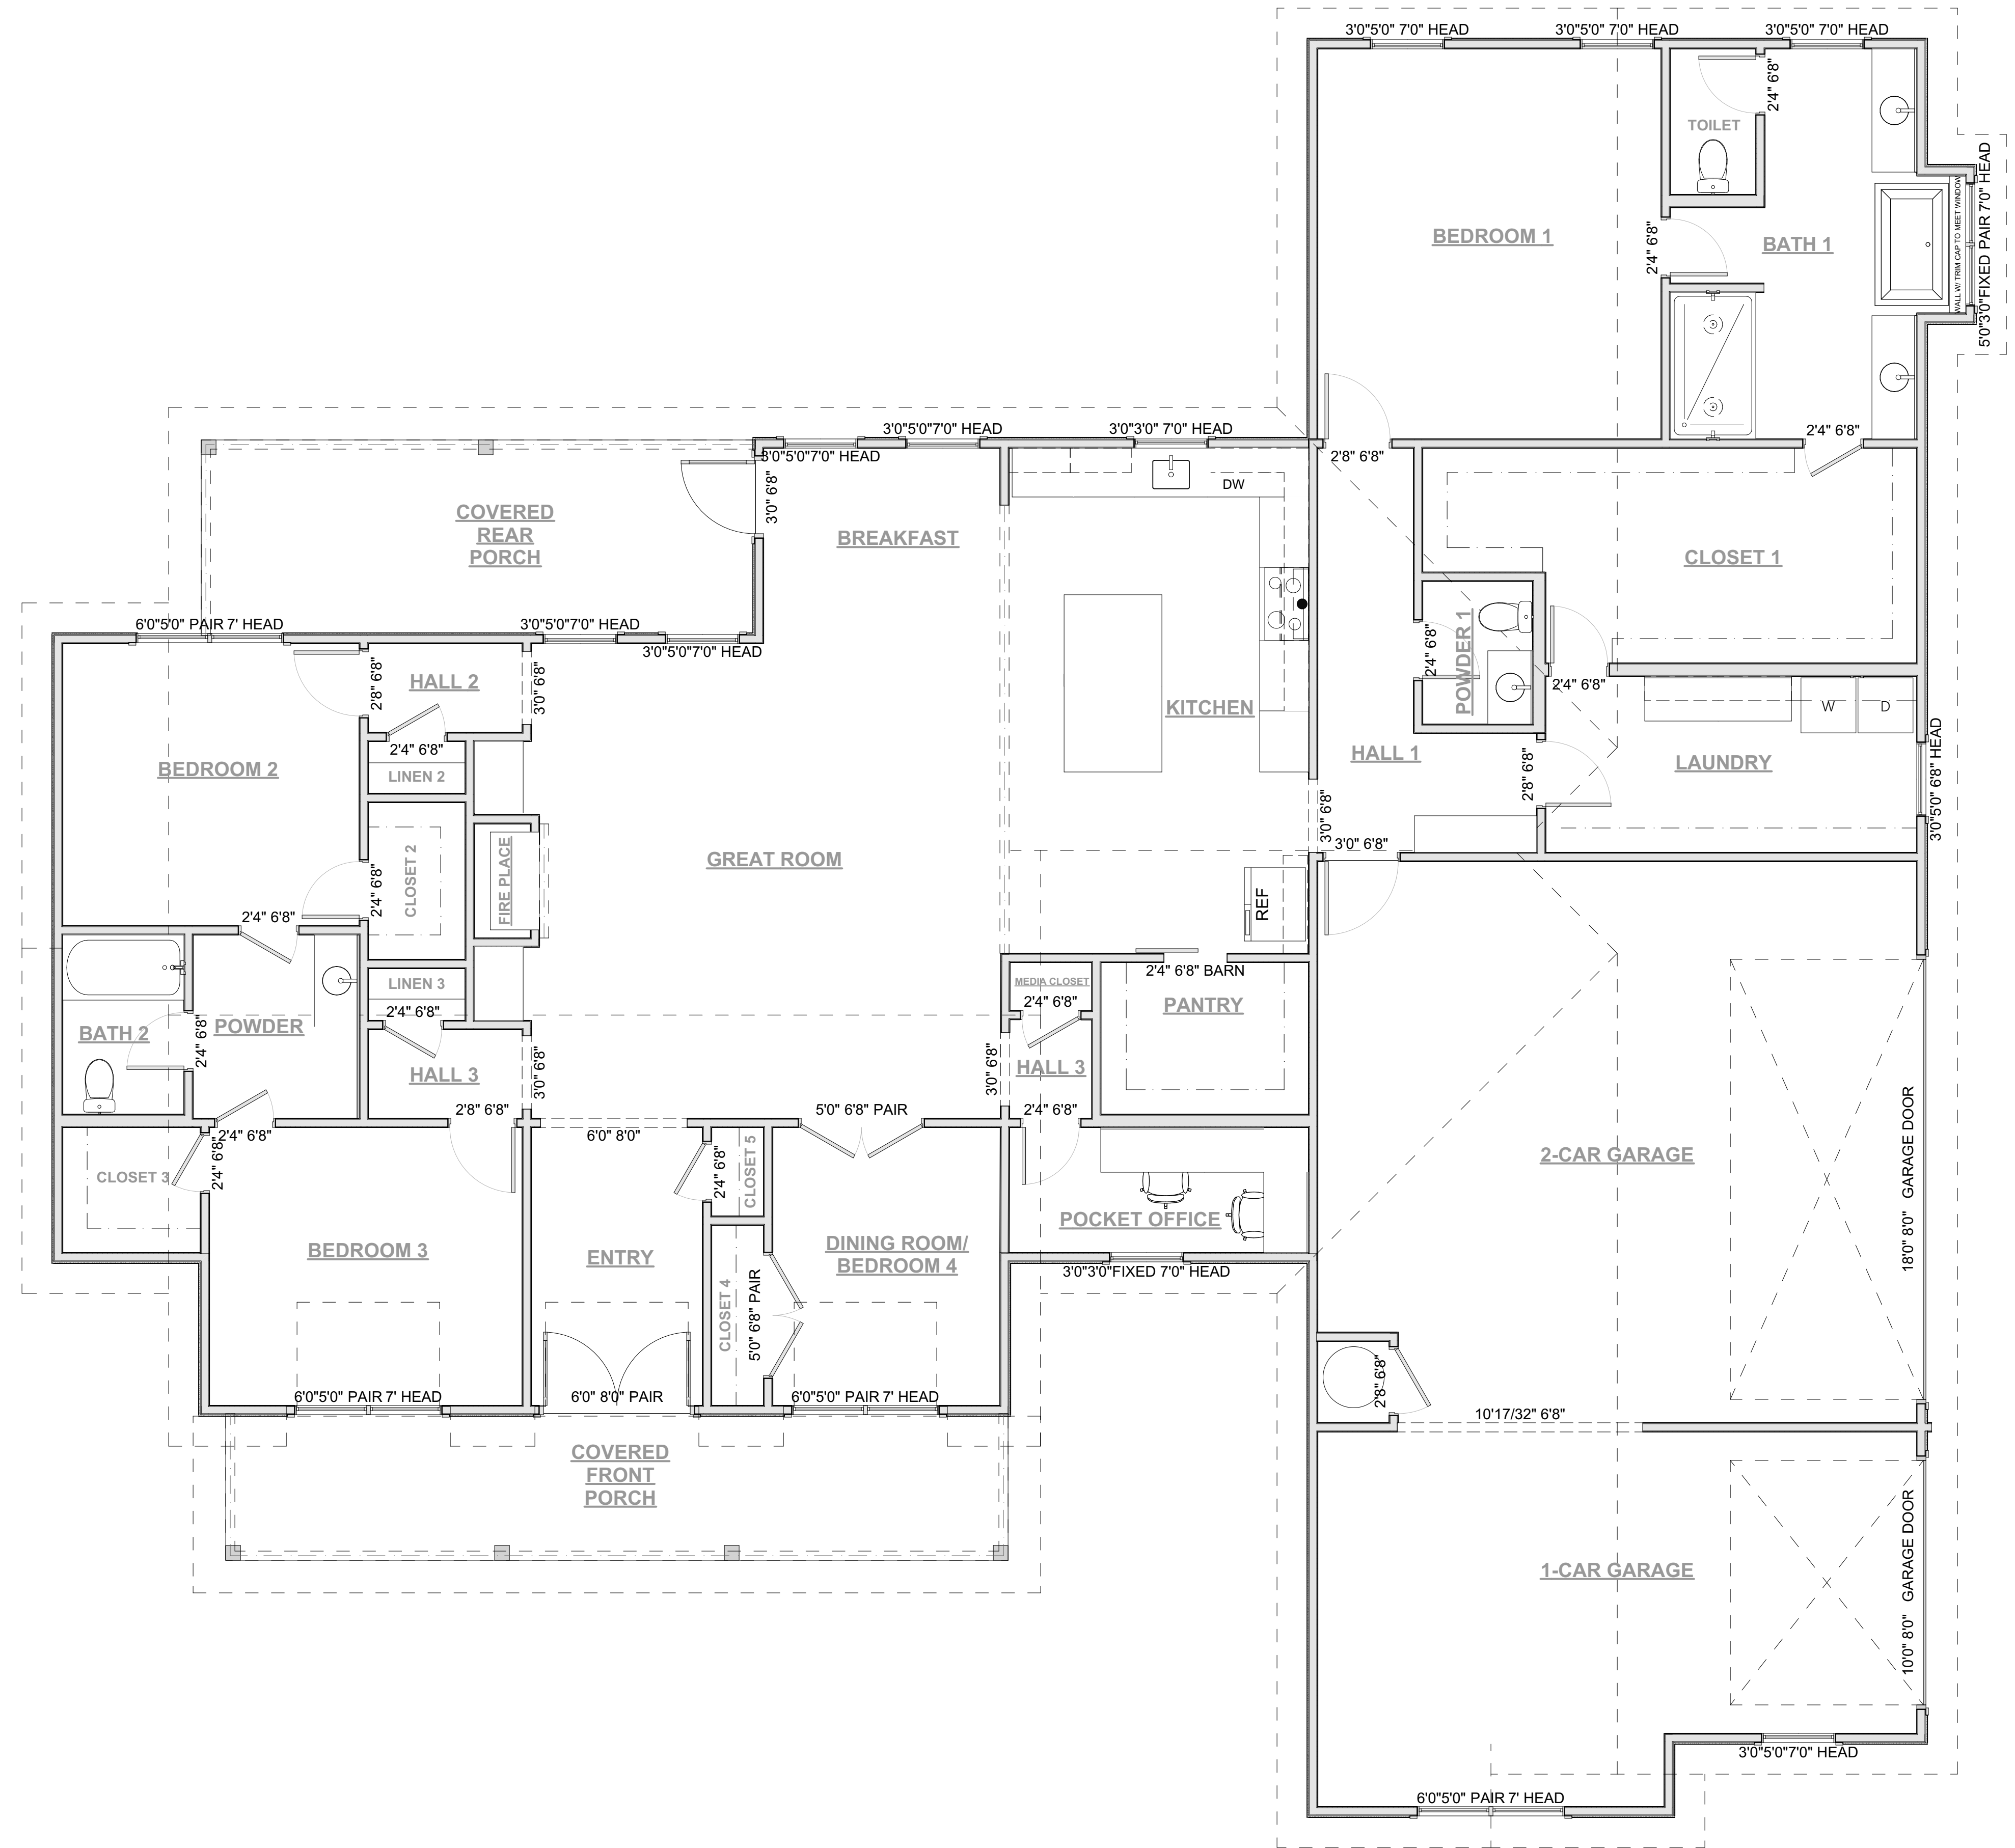 3'0"5'0" 7'0" HEAD
3'0"5'0" 7'0" HEAD
3'0"5'0" 7'0" HEAD
2'4" 6'8"
TOILET
5'0"3'0"FIXED PAIR 7'0" HEAD
WALL W/ TRIM CAP TO MEET WINDOW
BEDROOM 1
2'4" 6'8"
BATH 1
3'0"5'0"7'0" HEAD
3'0"3'0" 7'0" HEAD
2'4" 6'8"
3'0"5'0"7'0" HEAD
2'8" 6'8"
3'0" 6'8"
DW
COVERED
REAR
PORCH
BREAKFAST
CLOSET 1
6'0"5'0" PAIR 7' HEAD
3'0"5'0"7'0" HEAD
3'0"5'0"7'0" HEAD
2'4" 6'8"
POWDER 1
2'4" 6'8"
HALL 2
2'8" 6'8"
3'0" 6'8"
KITCHEN
W
D
2'4" 6'8"
LINEN 2
BEDROOM 2
HALL 1
2'8" 6'8"
LAUNDRY
3'0"5'0" 6'8" HEAD
3'0" 6'8"
3'0" 6'8"
GREAT ROOM
CLOSET 2
FIRE PLACE
2'4" 6'8"
REF
2'4" 6'8"
2'4" 6'8" BARN
LINEN 3
2'4" 6'8"
MEDIA CLOSET
2'4" 6'8"
PANTRY
BATH 2
2'4" 6'8"
POWDER
HALL 3
3'0" 6'8"
3'0" 6'8"
HALL 3
2'8" 6'8"
5'0" 6'8" PAIR
2'4" 6'8"
2'4" 6'8"
6'0" 8'0"
2'4" 6'8"
CLOSET 3
2'4" 6'8"
CLOSET 5
2-CAR GARAGE
18'0" 8'0" GARAGE DOOR
POCKET OFFICE
BEDROOM 3
ENTRY
DINING ROOM/
BEDROOM 4
3'0"3'0"FIXED 7'0" HEAD
CLOSET 4
5'0" 6'8" PAIR
2'8" 6'8"
6'0"5'0" PAIR 7' HEAD
6'0" 8'0" PAIR
6'0"5'0" PAIR 7' HEAD
10'17/32" 6'8"
COVERED
FRONT
PORCH
1-CAR GARAGE
10'0" 8'0" GARAGE DOOR
3'0"5'0"7'0" HEAD
6'0"5'0" PAIR 7' HEAD